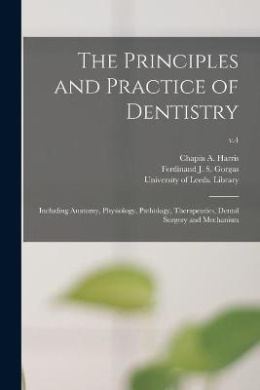 The Principles
and Practice of
Dentistry
v.1
Chapin A. Harris
Ferdinand J. S. Gorgas
University of Leeds. Library
Including Anatomy, Physiology, Pathology, Therapeutics, Dental
Surgery and Mechanism